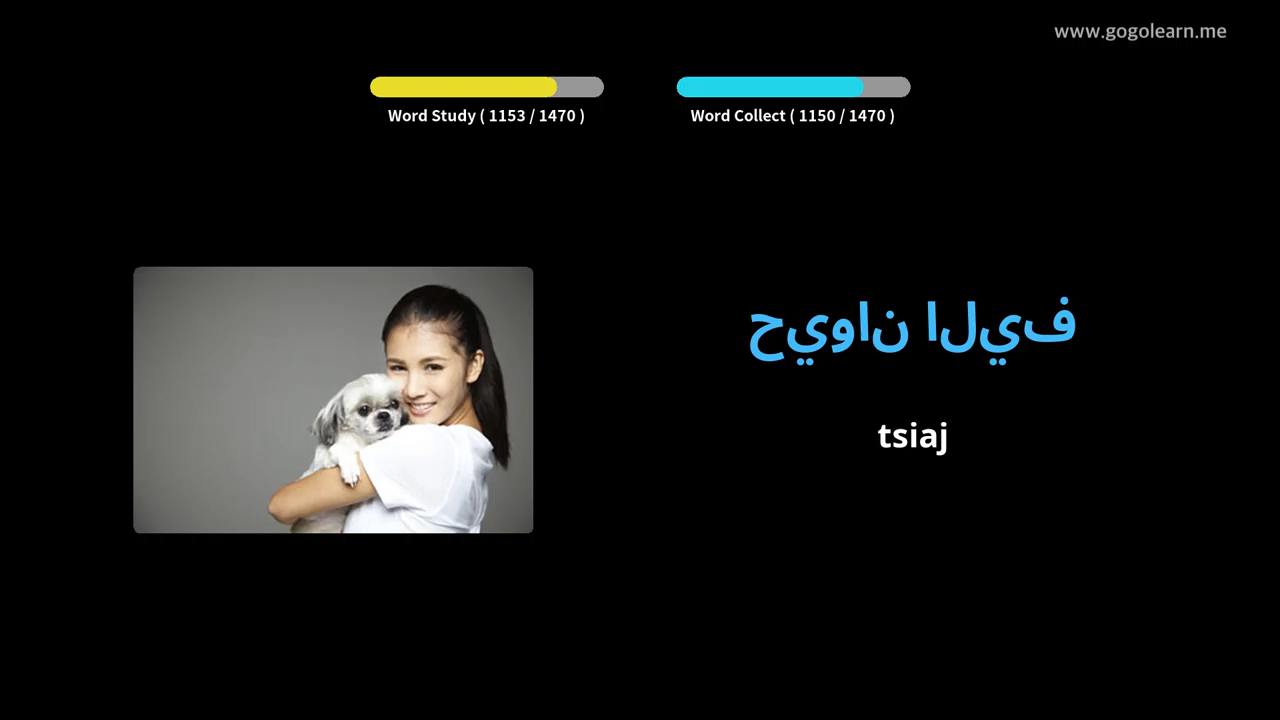 www.gogolearn.me
Word Study ( 1153 / 1470 )
Word Collect ( 1150 / 1470 )
حيوان اليف
tsiaj